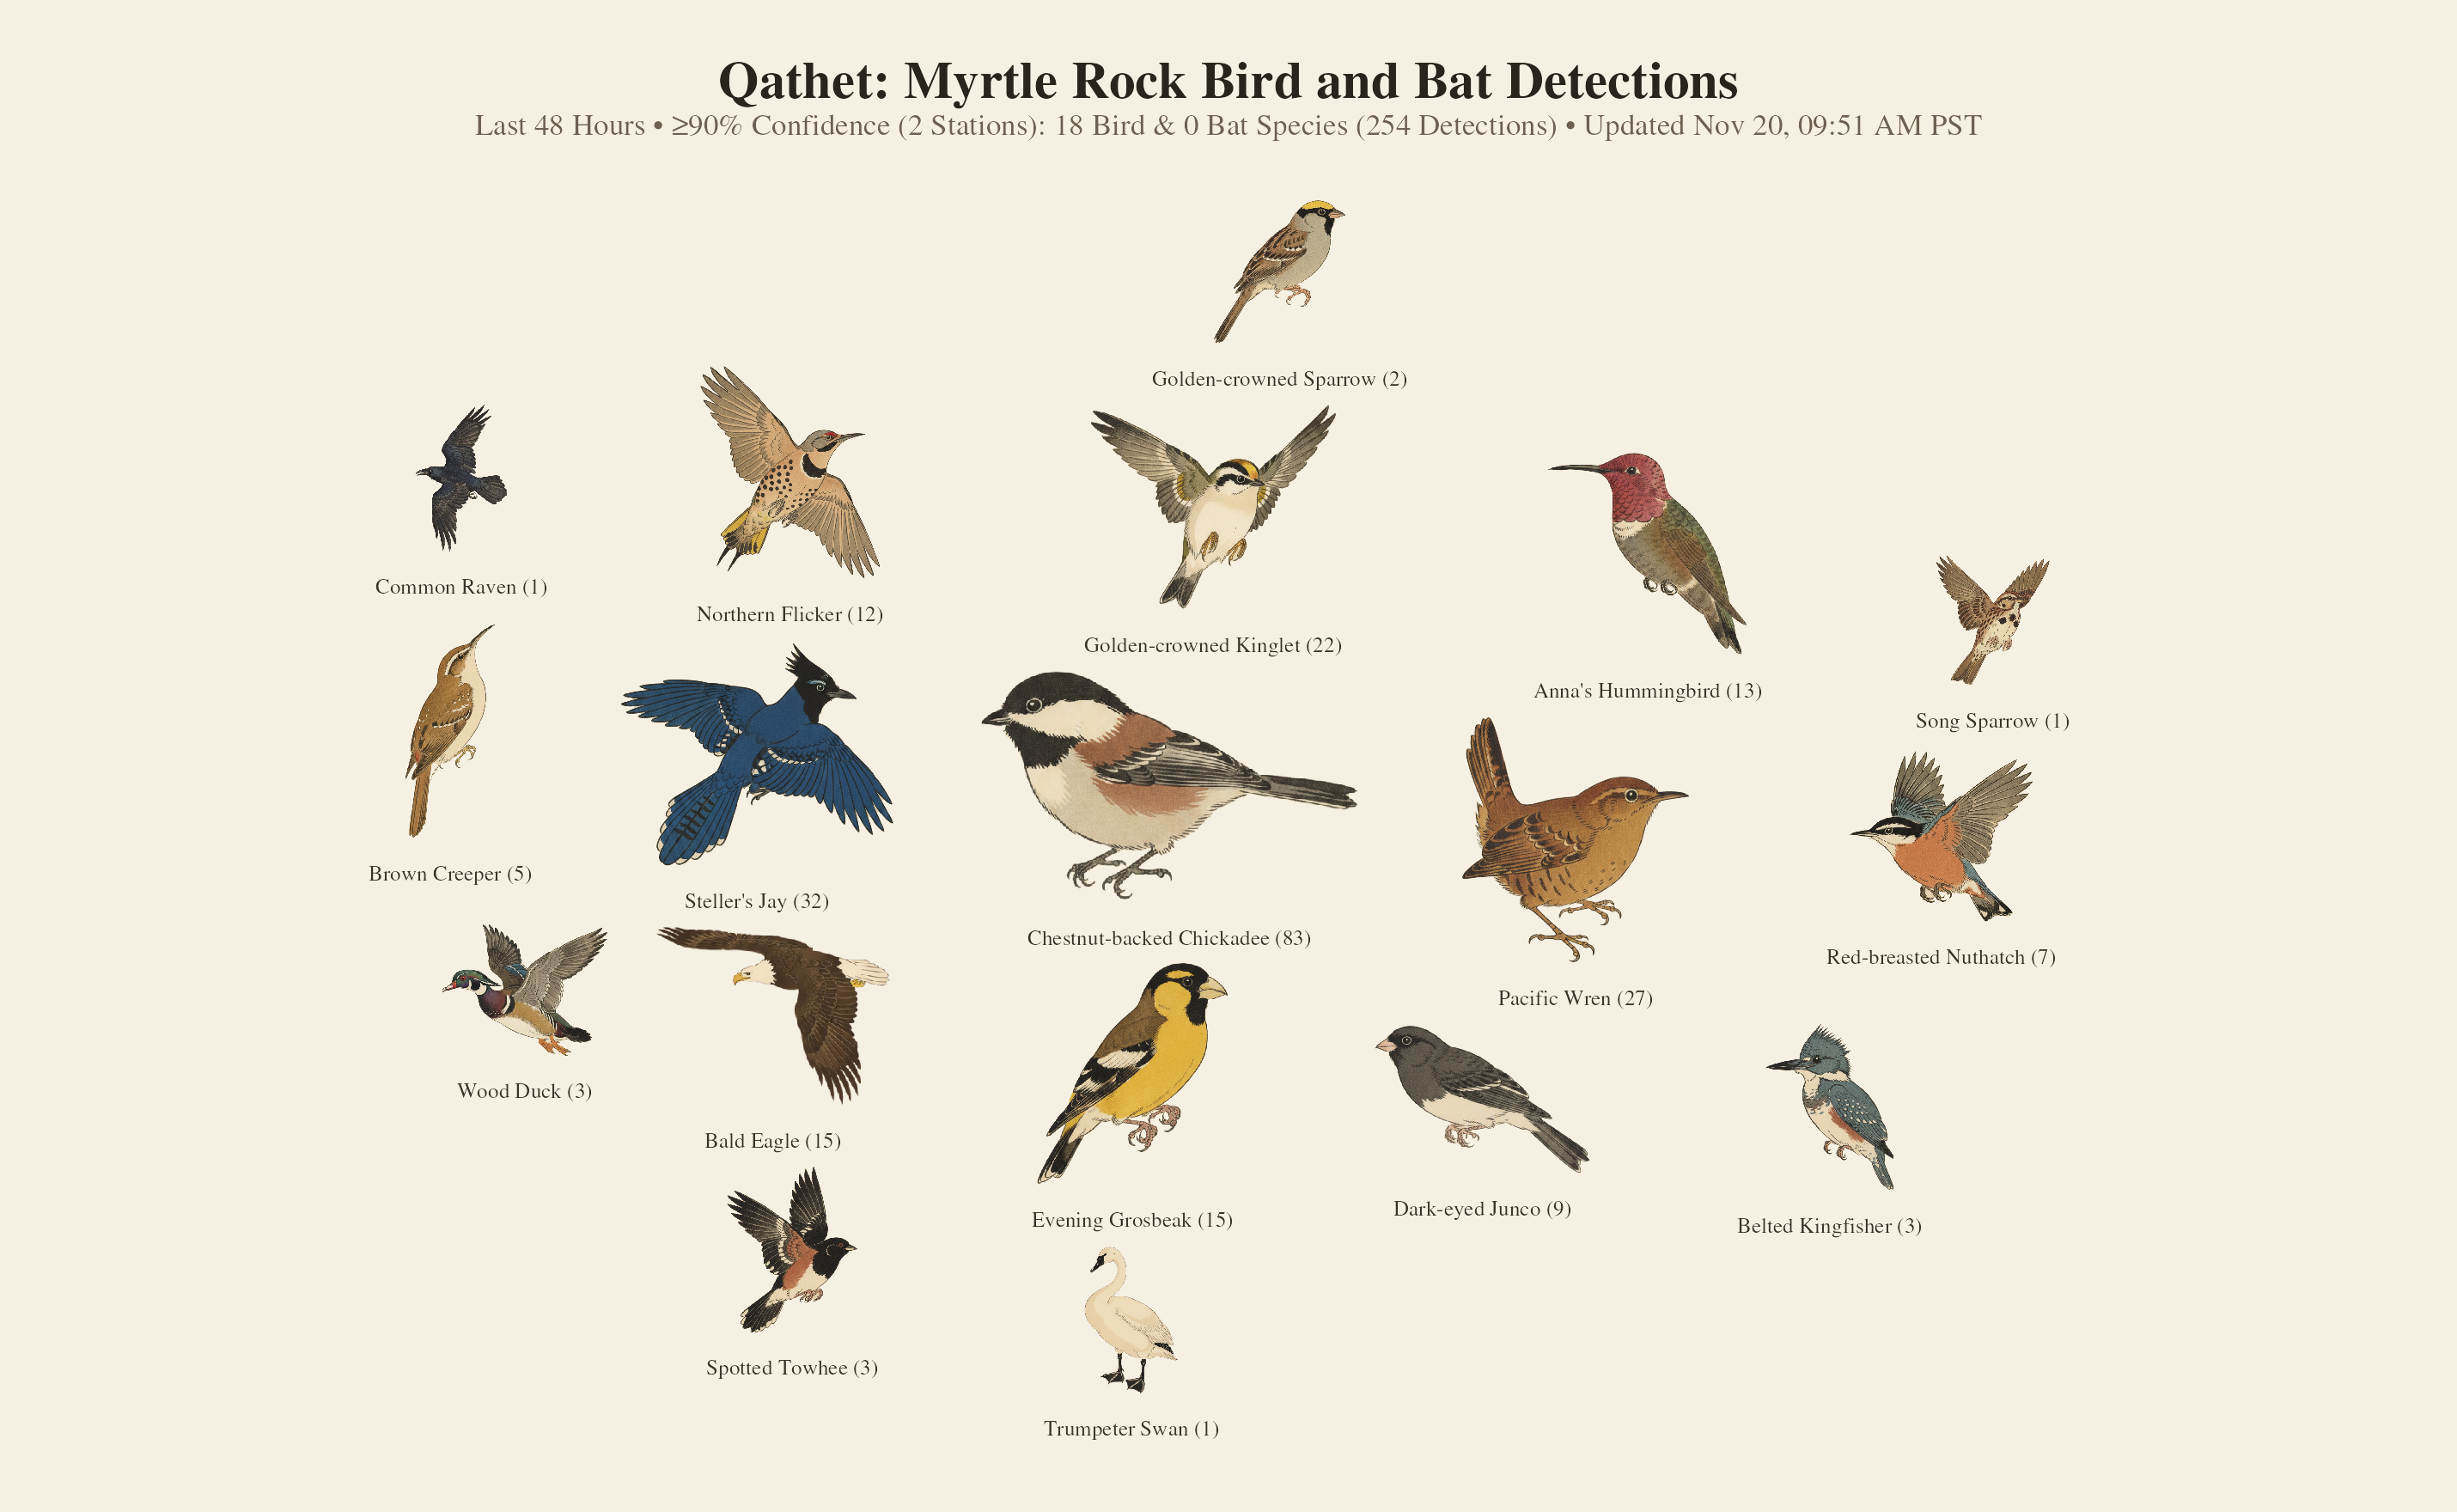 Qathet: Myrtle Rock Bird and Bat Detections
Last 48 Hours • ≥90% Confidence (2 Stations): 18 Bird & 0 Bat Species (254 Detections) • Updated Nov 20, 09:51 AM PST
Golden-crowned Sparrow (2)
Common Raven (1)
Northern Flicker (12)
Golden-crowned Kinglet (22)
Anna's Hummingbird (13)
Song Sparrow (1)
Brown Creeper (5)
Steller's Jay (32)
Chestnut-backed Chickadee (83)
Pacific Wren (27)
Red-breasted Nuthatch (7)
Wood Duck (3)
Bald Eagle (15)
Evening Grosbeak (15)
Dark-eyed Junco (9)
Belted Kingfisher (3)
Spotted Towhee (3)
Trumpeter Swan (1)